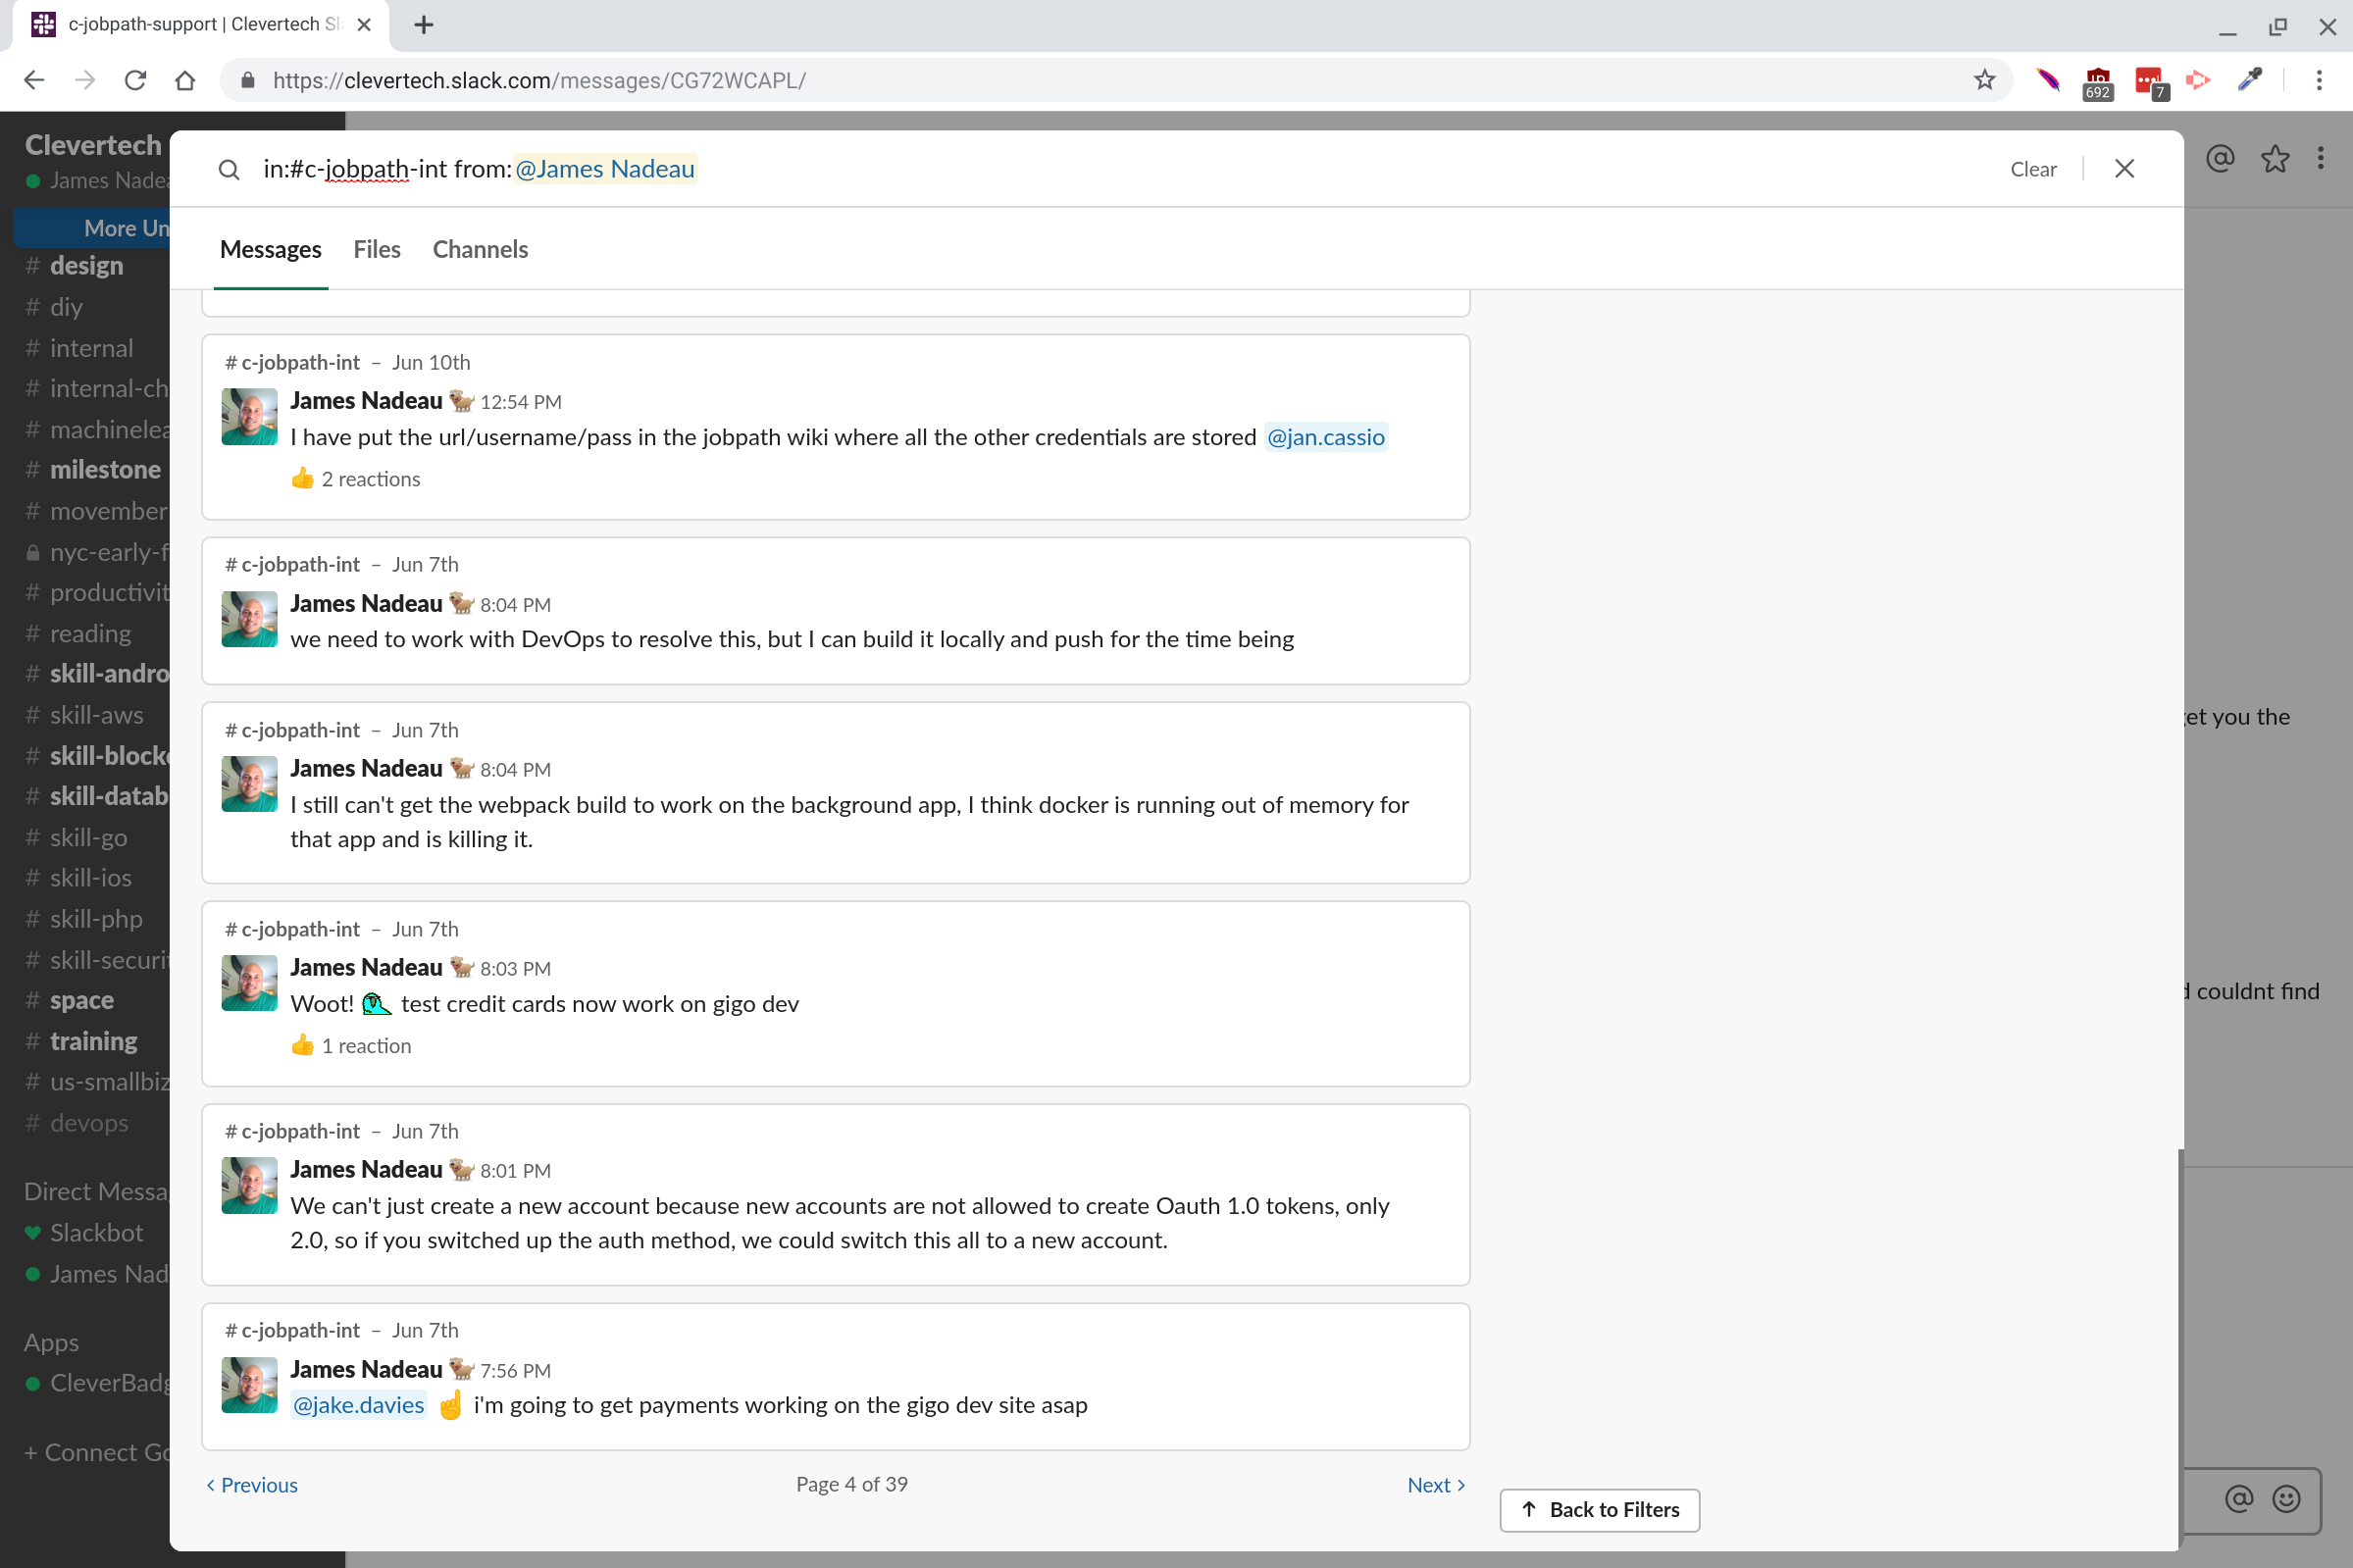 c-jobpath-support | Clevertech Sl
https://clevertech.slack.com/messages/CG72WCAPL/
692
7
Clevertech
James Nadea
More Un
# design
# diy
# internal
# internal-ch
# machinelea
# milestone
# movember
nyc-early-f
# productivit
# reading
# skill-andro
# skill-aws
# skill-blocke
# skill-datab
# skill-go
# skill-ios
# skill-php
# skill-securit
# space
# training
# us-smallbiz
# devops
Direct Messa
Slackbot
James Nad
Apps
CleverBadg
+ Connect Go
in:#c-jobpath-int from:@James Nadeau
Clear
Messages Files Channels
# c-jobpath-int – Jun 10th
James Nadeau 12:54 PM
I have put the url/username/pass in the jobpath wiki where all the other credentials are stored @jan.cassio
👍 2 reactions
# c-jobpath-int – Jun 7th
James Nadeau 8:04 PM
we need to work with DevOps to resolve this, but I can build it locally and push for the time being
# c-jobpath-int – Jun 7th
James Nadeau 8:04 PM
I still can't get the webpack build to work on the background app, I think docker is running out of memory for
that app and is killing it.
# c-jobpath-int – Jun 7th
James Nadeau 8:03 PM
Woot! test credit cards now work on gigo dev
👍 1 reaction
# c-jobpath-int – Jun 7th
James Nadeau 8:01 PM
We can't just create a new account because new accounts are not allowed to create Oauth 1.0 tokens, only
2.0, so if you switched up the auth method, we could switch this all to a new account.
# c-jobpath-int – Jun 7th
James Nadeau 7:56 PM
@jake.davies ☝ i'm going to get payments working on the gigo dev site asap
‹ Previous
Page 4 of 39
Next ›
↑ Back to Filters
et you the
d couldnt find